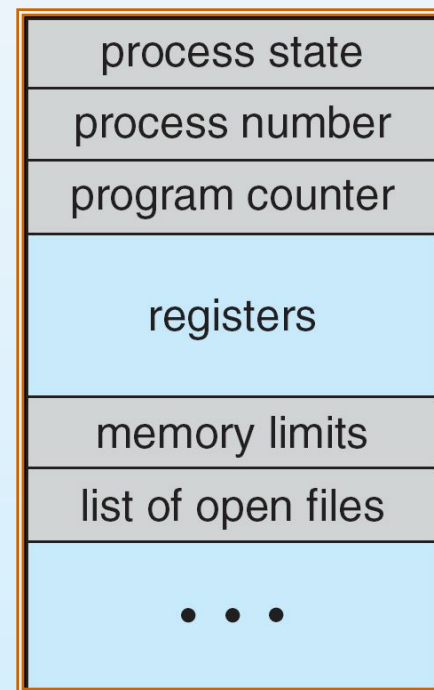 process state
process number
program counter
registers
memory limits
list of open files
• • •